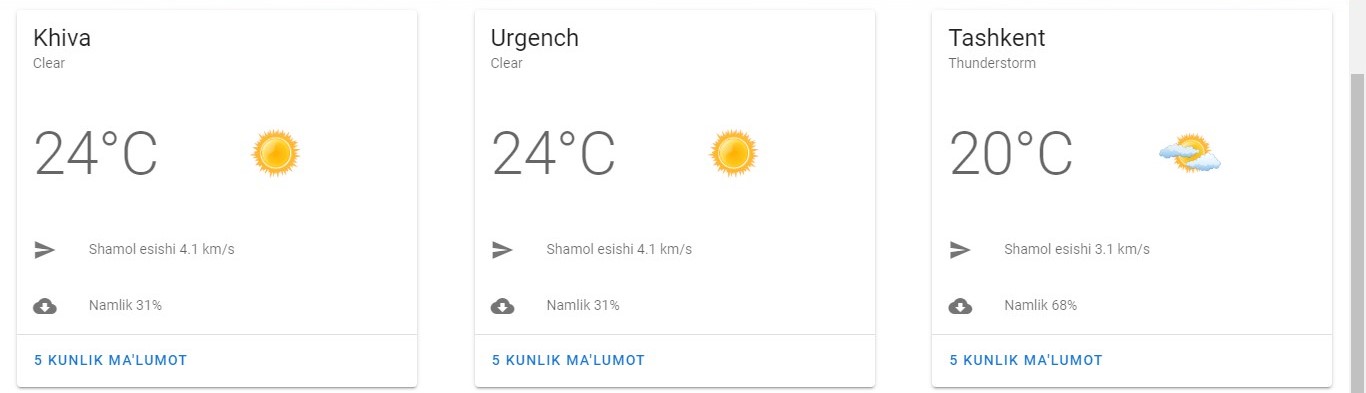 Khiva
Clear
24°C
Shamol esishi 4.1 km/s
Namlik 31%
5 KUNLIK MA'LUMOT
Urgench
Clear
24°C
Shamol esishi 4.1 km/s
Namlik 31%
5 KUNLIK MA'LUMOT
Tashkent
Thunderstorm
20°C
Shamol esishi 3.1 km/s
Namlik 68%
5 KUNLIK MA'LUMOT